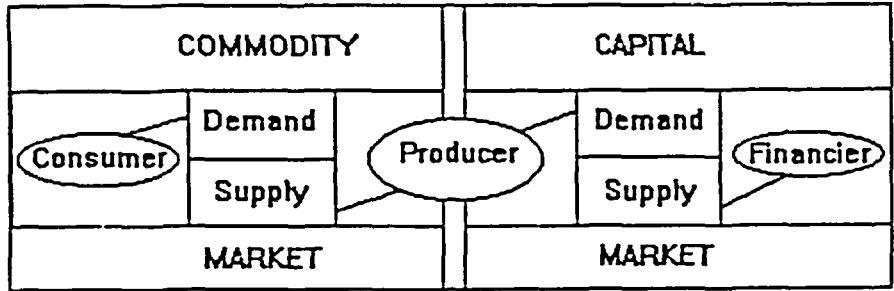 COMMODITY
CAPITAL
Demand
Demand
Consumer
Producer
Financier
Supply
Supply
MARKET
MARKET